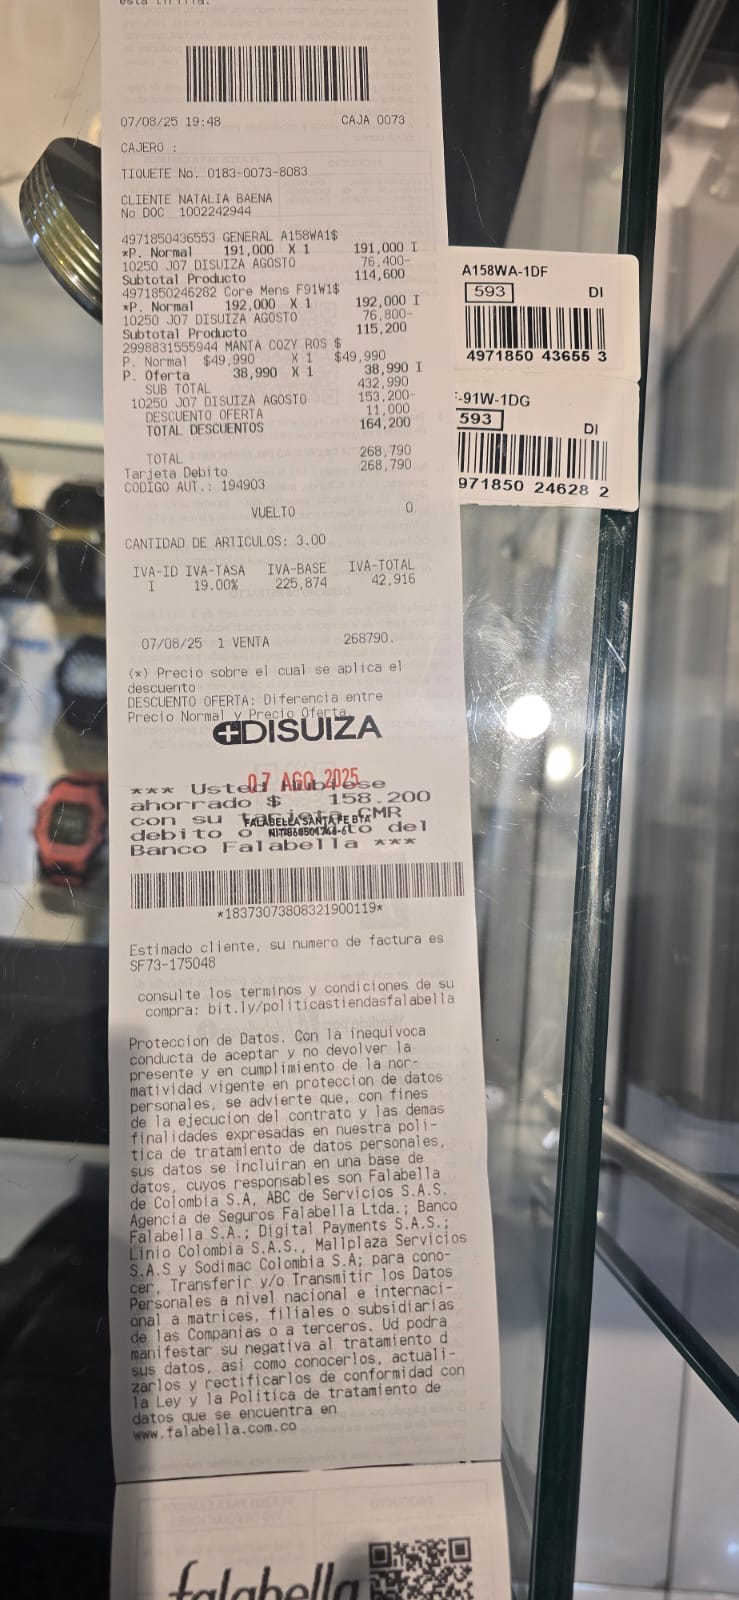 esta tirilla.
07/08/25 19:48 CAJA 0073
CAJERO :
TIQUETE No. 0183-0073-8083
CLIENTE NATALIA BAENA
No DOC 1002242944
4971850436553 GENERAL A158WA1$
*P. Normal 191,000 X 1 191,000 I
10250 J07 DISUIZA AGOSTO 76,400-
Subtotal Producto 114,600
4971850246282 Core Mens F91W1$
*P. Normal 192,000 X 1 192,000 I
10250 J07 DISUIZA AGOSTO 76,800-
Subtotal Producto 115,200
2998831555944 MANTA COZY ROS $
P. Normal $49,990 X 1 $49,990
P. Oferta 38,990 X 1 38,990 I
SUB TOTAL 432,990
10250 J07 DISUIZA AGOSTO 153,200-
DESCUENTO OFERTA 11,000
TOTAL DESCUENTOS 164,200
TOTAL 268,790
Tarjeta Debito 268,790
CODIGO AUT.: 194903
VUELTO 0
CANTIDAD DE ARTICULOS: 3.00
IVA-ID IVA-TASA IVA-BASE IVA-TOTAL
I 19.00% 225,874 42,916
07/08/25 1 VENTA 268790.
(*) Precio sobre el cual se aplica el
descuento
DESCUENTO OFERTA: Diferencia entre
Precio Normal y Precio Oferta
DISUIZA
07 AGO 2025
*** Usted hubiese
ahorrado $ 158.200
con su tarjeta CMR
FALABELLA SANTA FE BTA
debito o to del
Banco Falabella ***
*18373073808321900119*
Estimado cliente, su numero de factura es
SF73-175048
consulte los terminos y condiciones de su
compra: bit.ly/politicastiendasfalabella
Proteccion de Datos. Con la inequivoca
conducta de aceptar y no devolver la
presente y en cumplimiento de la nor-
matividad vigente en proteccion de datos
personales, se advierte que, con fines
de la ejecucion del contrato y las demas
finalidades expresadas en nuestra poli-
tica de tratamiento de datos personales,
sus datos se incluiran en una base de
datos, cuyos responsables son Falabella
de Colombia S.A, ABC de Servicios S.A.S,
Agencia de Seguros Falabella Ltda.; Banco
Falabella S.A.; Digital Payments S.A.S.;
Linio Colombia S.A.S., Mallplaza Servicios
S.A.S y Sodimac Colombia S.A; para cono-
cer, Transferir y/o Transmitir los Datos
Personales a nivel nacional e internaci-
onal a matrices, filiales o subsidiarias
de las Companias o a terceros. Ud podra
manifestar su negativa al tratamiento d
sus datos, asi como conocerlos, actuali-
zarlos y rectificarlos de conformidad con
la Ley y la Politica de tratamiento de
datos que se encuentra en
www.falabella.com.co
falabella
A158WA-1DF
593 DI
4971850 43655 3
F-91W-1DG
593 DI
971850 24628 2